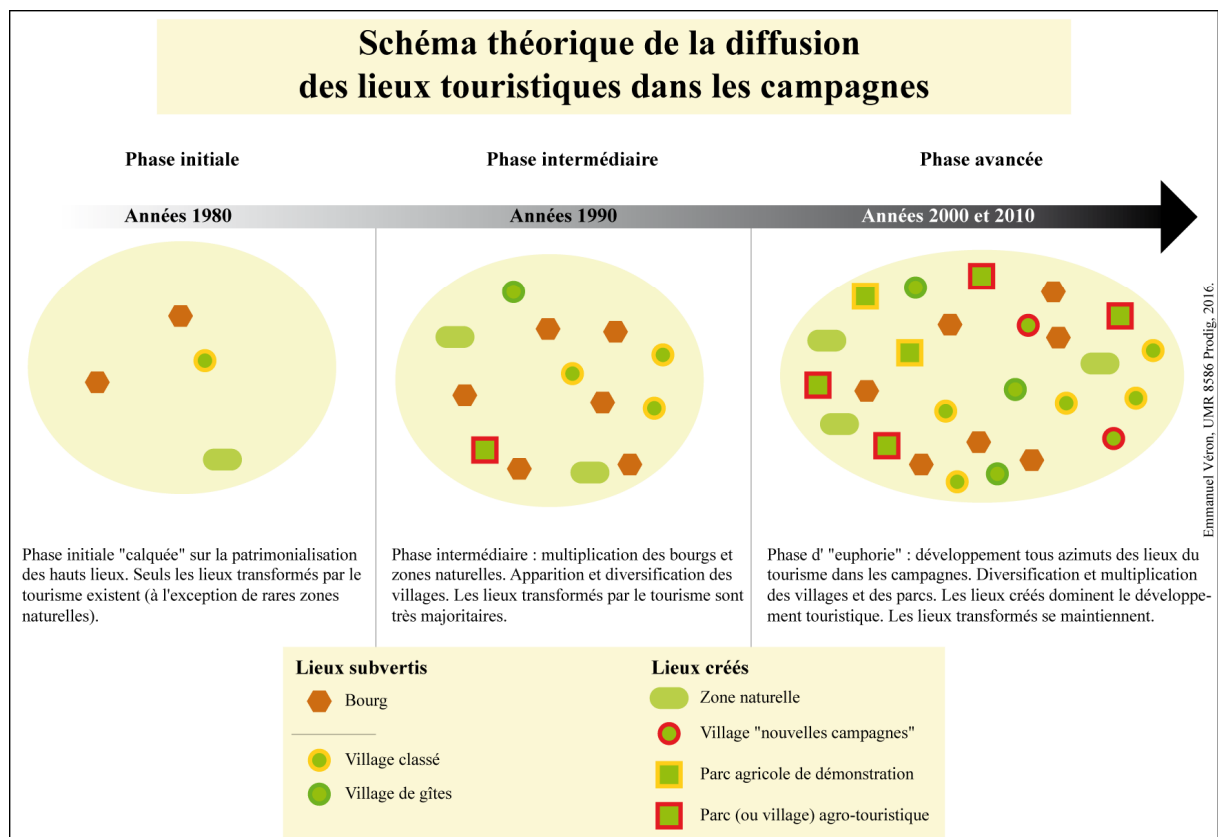 Schéma théorique de la diffusion
des lieux touristiques dans les campagnes
Phase initiale
Phase intermédiaire
Phase avancée
Années 1980
Années 1990
Années 2000 et 2010
Phase initiale "calquée" sur la patrimonialisation
des hauts lieux. Seuls les lieux transformés par le
tourisme existent (à l'exception de rares zones
naturelles).
Phase intermédiaire : multiplication des bourgs et
zones naturelles. Apparition et diversification des
villages. Les lieux transformés par le tourisme sont
très majoritaires.
Phase d' "euphorie" : développement tous azimuts des lieux du
tourisme dans les campagnes. Diversification et multiplication
des villages et des parcs. Les lieux créés dominent le développe-
ment touristique. Les lieux transformés se maintiennent.
Emmanuel Véron, UMR 8586 Prodig, 2016.
Lieux subvertis
Bourg
Village classé
Village de gîtes
Lieux créés
Zone naturelle
Village "nouvelles campagnes"
Parc agricole de démonstration
Parc (ou village) agro-touristique